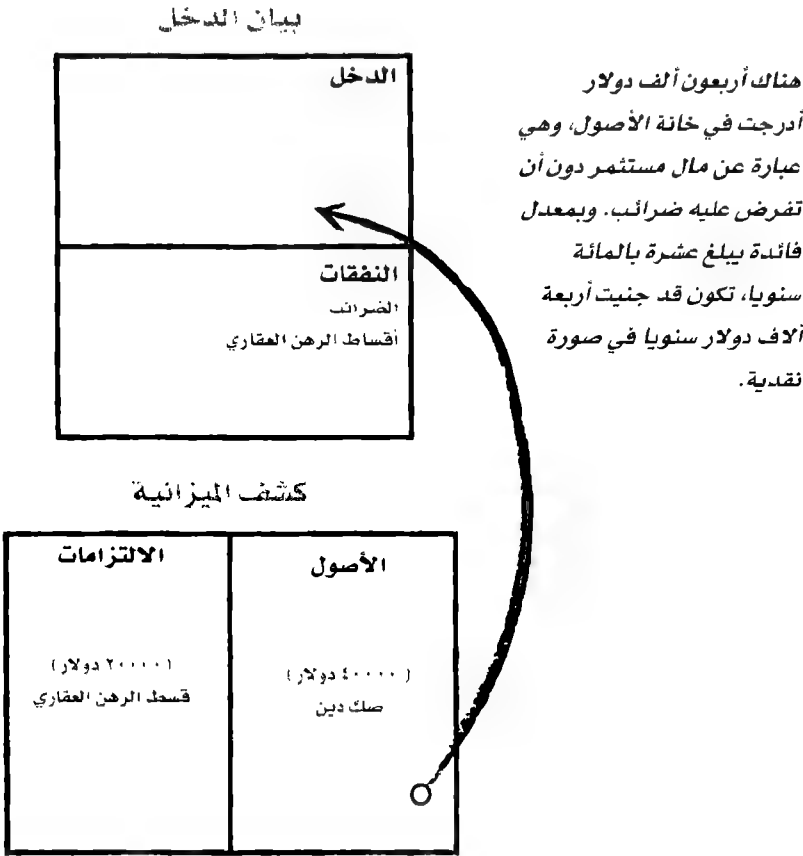 بيان الدخل
الدخل
النفقات
الضرائب
أقساط الرهن العقاري
هناك أربعون ألف دولار
أدرجت في خانة الأصول، وهي
عبارة عن مال مستثمر دون أن
تفرض عليه ضرائب. وبمعدل
فائدة يبلغ عشرة بالمائة
سنويا، تكون قد جنيت أربعة
آلاف دولار سنويا في صورة
نقدية.
كشف الميزانية
الأصول
(٤٠٠٠٠ دولار)
صك دين
الالتزامات
(٢٠٠٠٠ دولار)
قسط الرهن العقاري